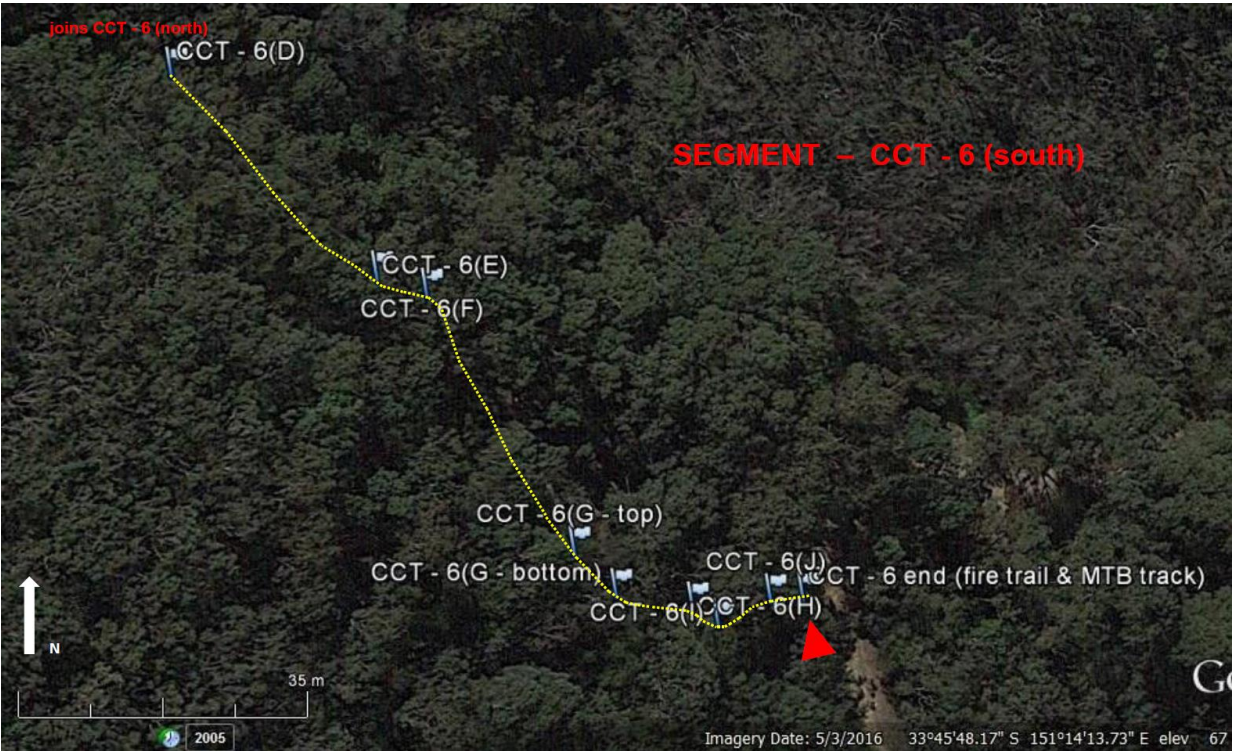 joins CCT - 6 (north)
CCT - 6(D)
SEGMENT – CCT - 6 (south)
CCT - 6(E)
CCT - 6(F)
CCT - 6(G - top)
CCT - 6(G - bottom)
CCT - 6(J)
CCT - 6 end (fire trail & MTB track)
CCT - 6(I)
CCT - 6(H)
N
35 m
Go
2005
Imagery Date: 5/3/2016 33°45'48.17" S 151°14'13.73" E elev 67